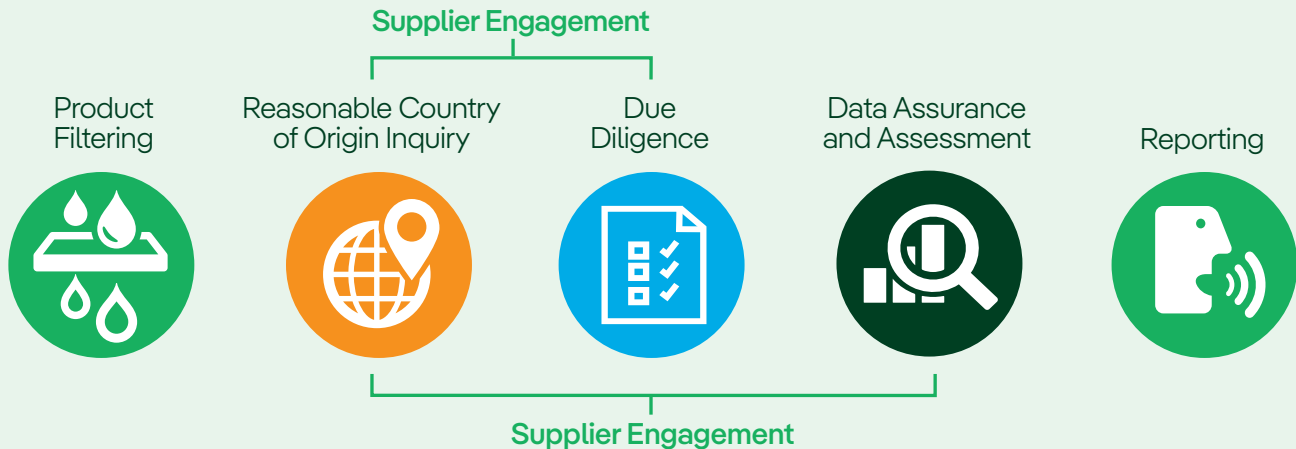 Supplier Engagement
Product
Filtering
Reasonable Country
of Origin Inquiry
Due
Diligence
Data Assurance
and Assessment
Reporting
Supplier Engagement